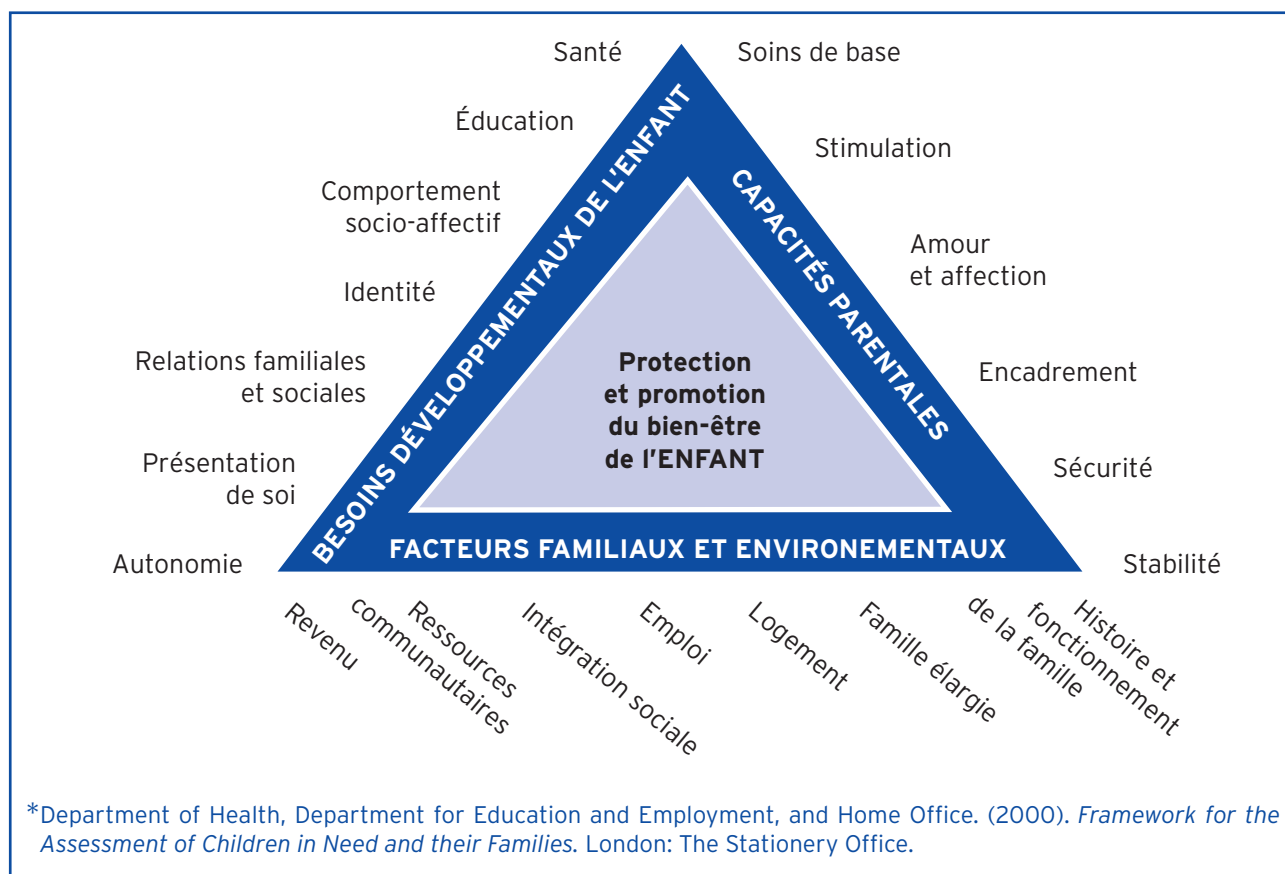 Santé
Éducation
Comportement
socio-affectif
Identité
Relations familiales
et sociales
Présentation
de soi
Autonomie
BESOINS DÉVELOPPEMENTAUX DE L'ENFANT
Soins de base
Stimulation
Amour
et affection
Encadrement
Sécurité
Stabilité
CAPACITÉS PARENTALES
Protection
et promotion
du bien-être
de l'ENFANT
FACTEURS FAMILIAUX ET ENVIRONEMENTAUX
Revenu
Ressources
communautaires
Intégration sociale
Emploi
Logement
Famille élargie
Histoire et
fonctionnement
de la famille
*Department of Health, Department for Education and Employment, and Home Office. (2000). Framework for the
Assessment of Children in Need and their Families. London: The Stationery Office.